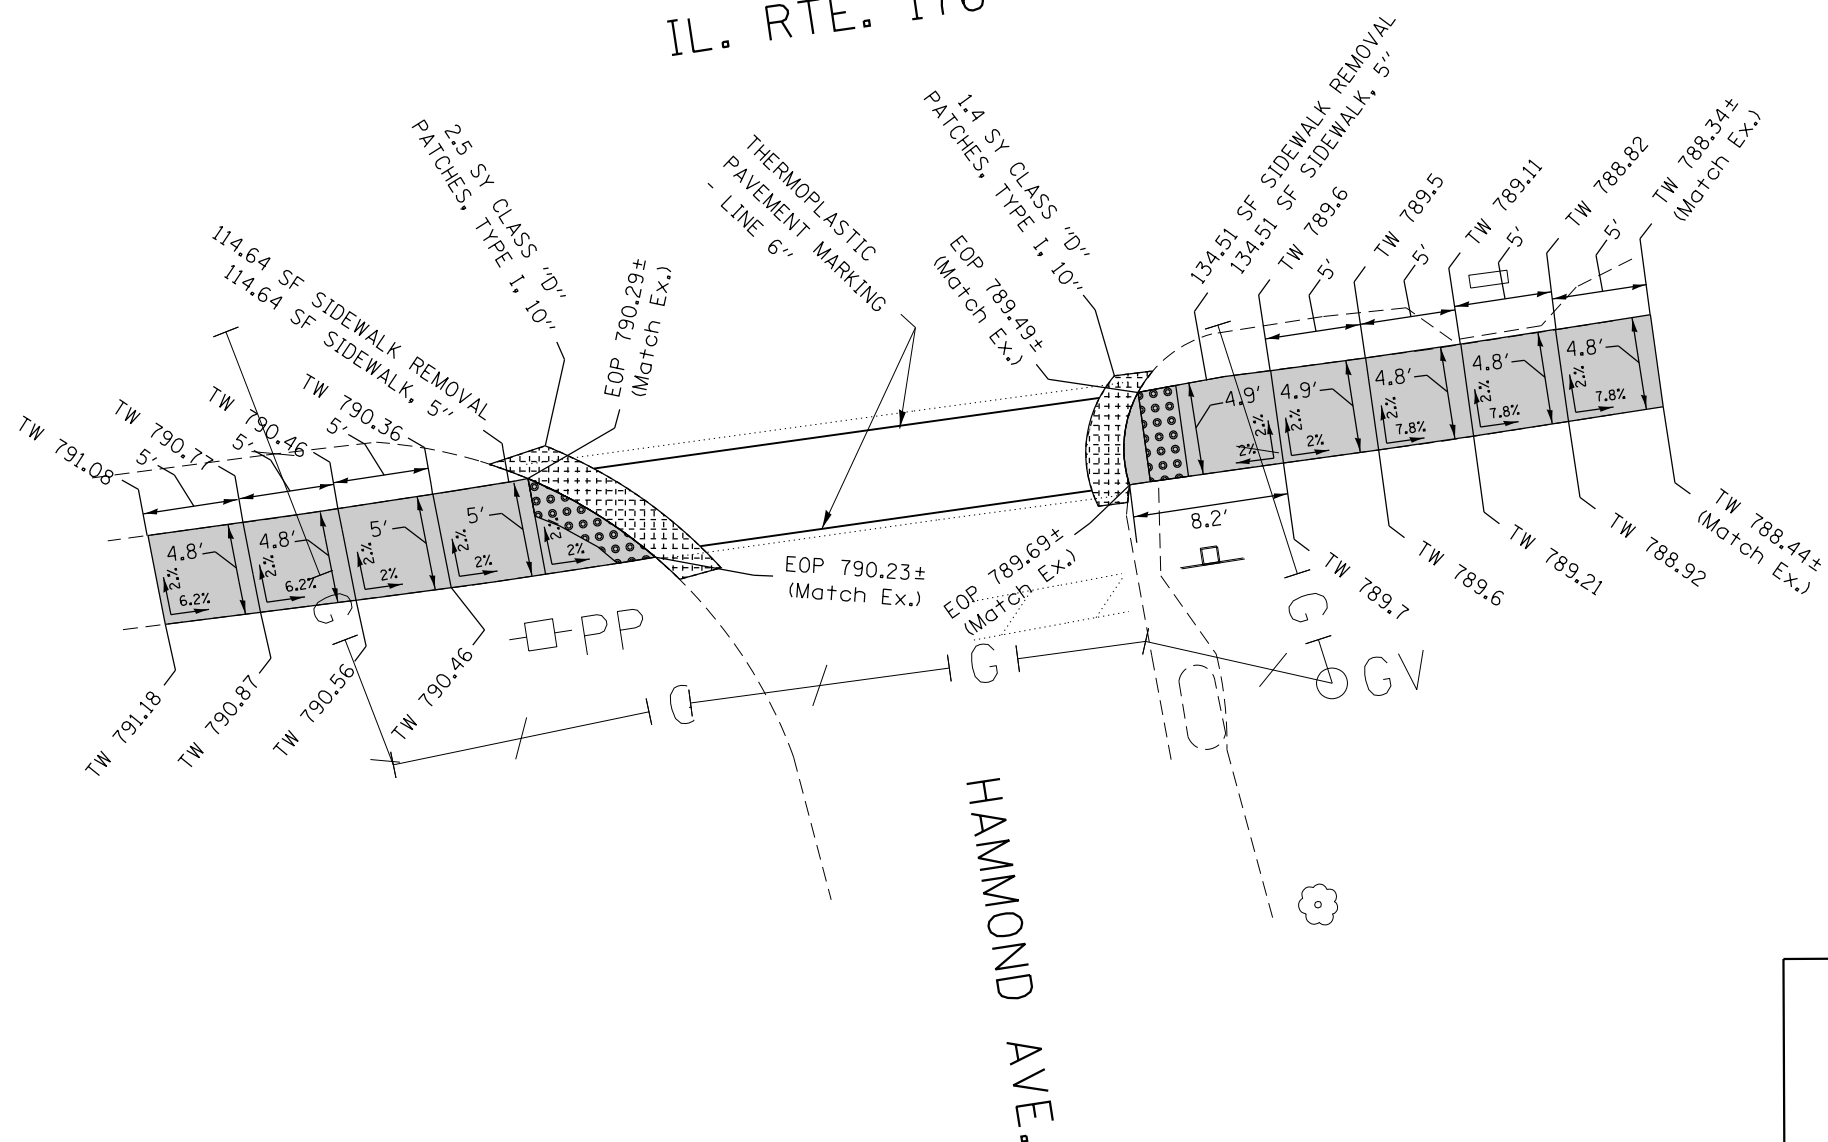 IL. RTE. 176
2.5 SY CLASS "D"
PATCHES, TYPE I, 10"
THERMOPLASTIC
PAVEMENT MARKING
- LINE 6"
1.4 SY CLASS "D"
PATCHES, TYPE I, 10"
134.51 SF SIDEWALK REMOVAL
134.51 SF SIDEWALK, 5"
114.64 SF SIDEWALK REMOVAL
114.64 SF SIDEWALK, 5"
EOP 790.29±
(Match Ex.)
EOP 789.49±
(Match Ex.)
TW 789.6
TW 789.5
TW 789.11
TW 788.82
TW 788.34±
(Match Ex.)
5'
5'
5'
5'
TW 791.08
TW 790.77
TW 790.46
TW 790.36
5'
5'
5'
4.8'
4.8'
5'
5'
2.%
2.%
2.%
2.%
2.%
6.2%
6.2%
2%
2%
2%
4.9'
4.9'
4.8'
4.8'
4.8'
2.%
2.%
2.%
2.%
2.%
2%
2%
7.8%
7.8%
7.8%
8.2'
EOP 790.23±
(Match Ex.)
EOP 789.69±
(Match Ex.)
TW 791.18
TW 790.87
TW 790.56
TW 790.46
TW 789.7
TW 789.6
TW 789.21
TW 788.92
TW 788.44±
(Match Ex.)
G
PP
G
G
G
GV
HAMMOND AVE.